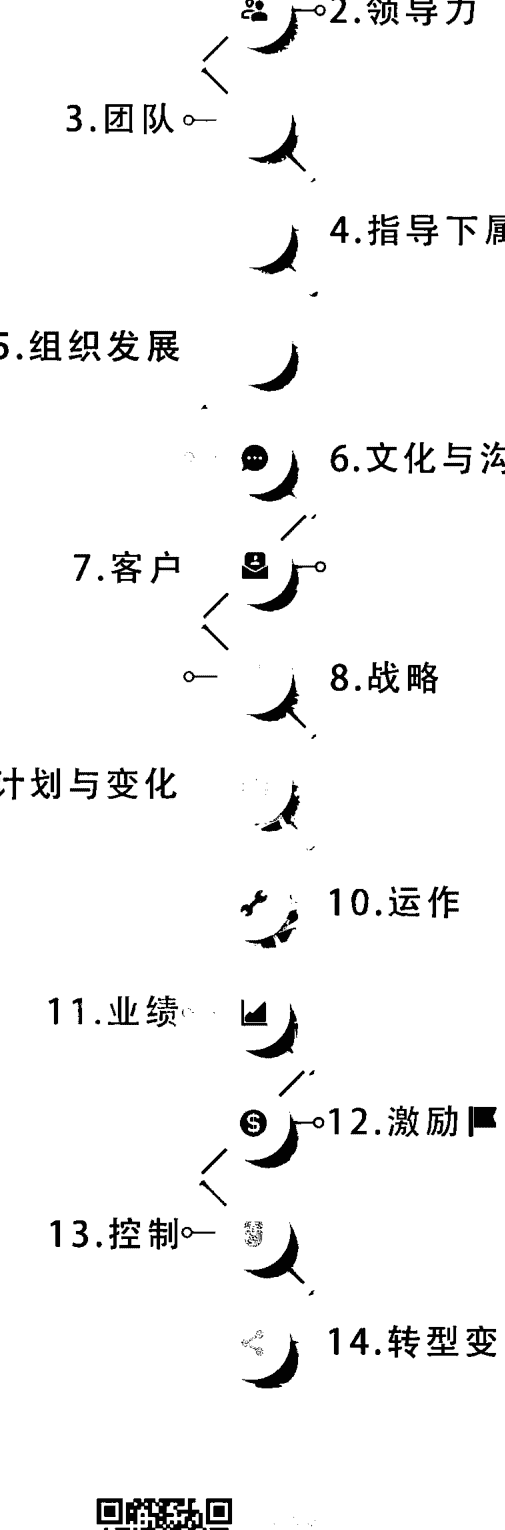 2.领导力
3.团队
4.指导下属
5.组织发展
6.文化与沟
7.客户
8.战略
计划与变化
10.运作
11.业绩
12.激励
13.控制
14.转型变